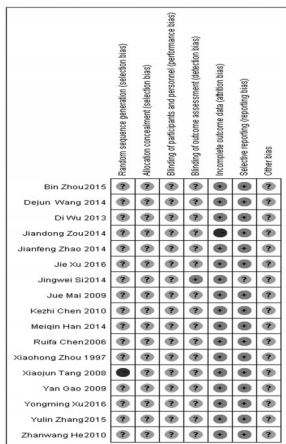 Random sequence generation (selection bias)
Allocation concealment (selection bias)
Blinding of participants and personnel (performance bias)
Blinding of outcome assessment (detection bias)
Incomplete outcome data (attrition bias)
Selective reporting (reporting bias)
Other bias
Bin Zhou2015 ? ? ? ? + + ?
Dejun Wang 2014 ? ? ? ? + + ?
Di Wu 2013 ? ? ? ? + + ?
Jiandong Zou2014 ? ? ? ? + ?
Jianfeng Zhao 2014 ? ? ? ? + + ?
Jie Xu 2016 ? ? ? ? + + ?
Jingwei Si2014 ? ? ? + + + ?
Jue Mai 2009 ? ? ? ? + + ?
Kezhi Chen 2010 ? ? ? ? + + ?
Meiqin Han 2014 ? ? ? ? + + ?
Ruifa Chen2006 ? ? ? ? + + ?
Xiaohong Zhou 1997 ? ? ? ? + + ?
Xiaojun Tang 2008 ? ? ? + + ?
Yan Gao 2009 ? ? ? ? + + ?
Yongming Xu2016 ? ? ? ? + + ?
Yulin Zhang2015 ? ? ? ? + + ?
Zhanwang He2010 ? ? ? ? + + ?